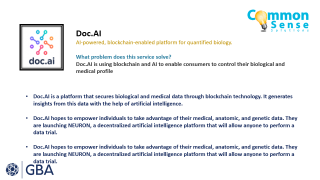 Common
Sense
Solutions
Doc.AI
AI-powered, blockchain-enabled platform for quantified biology.
What problem does this service solve?
Doc.AI is using blockchain and AI to enable consumers to control their biological and
medical profile
doc.ai
• Doc.AI is a platform that secures biological and medical data through blockchain technology. It generates
insights from this data with the help of artificial intelligence.
• Doc.AI hopes to empower individuals to take advantage of their medical, anatomic, and genetic data. They
are launching NEURON, a decentralized artificial intelligence platform that will allow anyone to perform a
data trial.
• Doc.AI hopes to empower individuals to take advantage of their medical, anatomic, and genetic data. They
are launching NEURON, a decentralized artificial intelligence platform that will allow anyone to perform a
data trial.
GBA